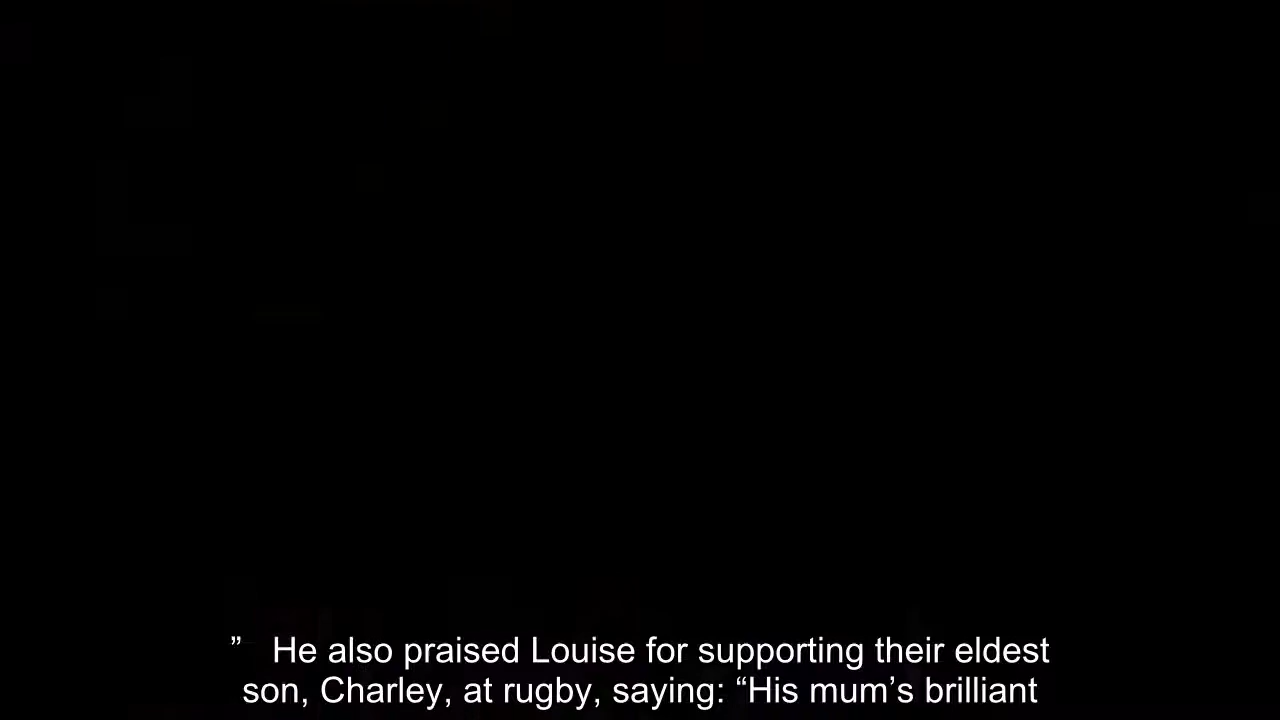 ” He also praised Louise for supporting their eldest
son, Charley, at rugby, saying: “His mum’s brilliant